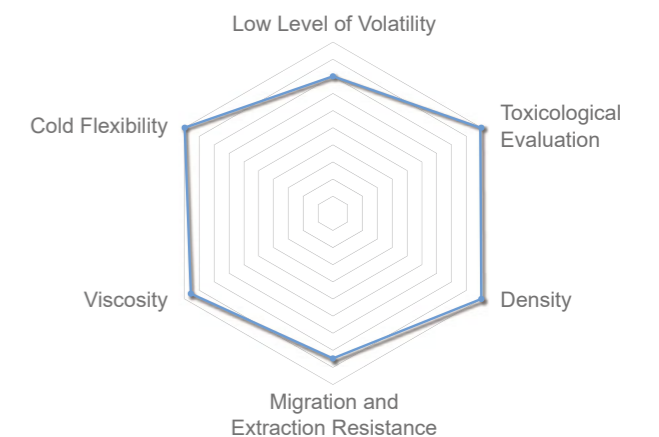 Low Level of Volatility
Toxicological
Evaluation
Cold Flexibility
Viscosity
Density
Migration and
Extraction Resistance